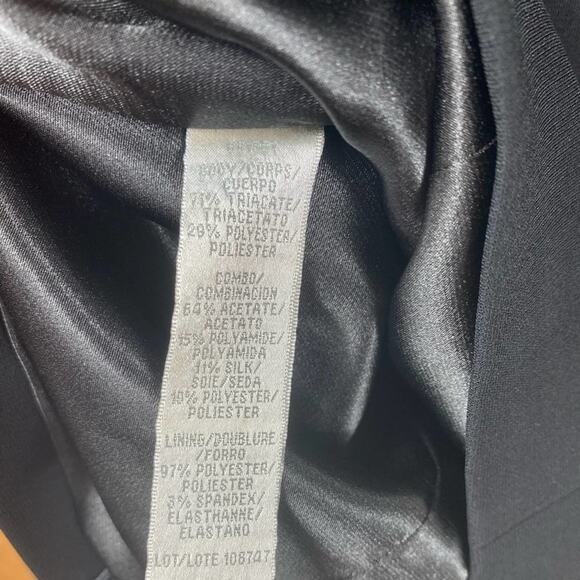 BODY/CORPS/
CUERPO
71% TRIACATE/
TRIACETATO
29% POLYESTER/
POLIESTER
COMBO/
COMBINACION
64% ACETATE/
ACETATO
15% POLYAMIDE/
POLYAMIDA
11% SILK/
SOIE/SEDA
10% POLYESTER/
POLIESTER
LINING/DOUBLURE
/FORRO
97% POLYESTER/
POLIESTER
3% SPANDEX/
ELASTHANNE/
ELASTANO
LOT/LOTE 108747